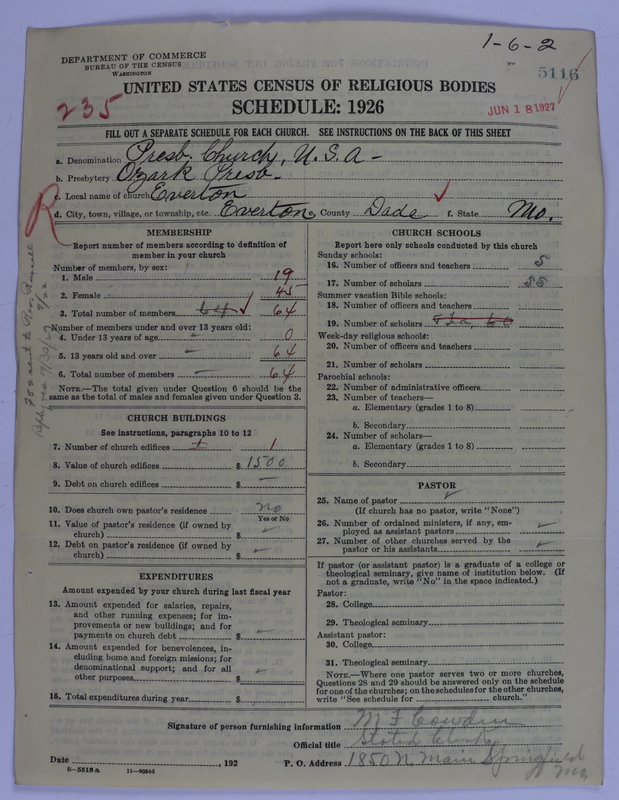 1-6-2
DEPARTMENT OF COMMERCE
BUREAU OF THE CENSUS
WASHINGTON
5116
UNITED STATES CENSUS OF RELIGIOUS BODIES
235
SCHEDULE: 1926
JUN 18 1927
FILL OUT A SEPARATE SCHEDULE FOR EACH CHURCH. SEE INSTRUCTIONS ON THE BACK OF THIS SHEET
a. Denomination Presb. Church, U.S.A-
b. Presbytery Ozark Presb-
c. Local name of church Everton
R
d. City, town, village, or township, etc. Everton, County Dade f. State Mo.
MEMBERSHIP
Report number of members according to definition of
member in your church
Number of members, by sex:
1. Male 19
2. Female 45
3. Total number of members 64 ✓ 64
Number of members under and over 13 years old:
4. Under 13 years of age - 0
5. 13 years old and over - 64
6. Total number of members - 64
NOTE.—The total given under Question 6 should be the
same as the total of males and females given under Question 3.
CHURCH BUILDINGS
See instructions, paragraphs 10 to 12
7. Number of church edifices 1 1
8. Value of church edifices $ 1500
9. Debt on church edifices $ -
10. Does church own pastor's residence no
Yes or No
11. Value of pastor's residence (if owned by
church) $
12. Debt on pastor's residence (if owned by
church) $
EXPENDITURES
Amount expended by your church during last fiscal year
13. Amount expended for salaries, repairs,
and other running expenses; for im-
provements or new buildings; and for
payments on church debt $
14. Amount expended for benevolences, in-
cluding home and foreign missions; for
denominational support; and for all
other purposes $
15. Total expenditures during year $
CHURCH SCHOOLS
Report here only schools conducted by this church
Sunday schools:
16. Number of officers and teachers 5
17. Number of scholars 55
Summer vacation Bible schools:
18. Number of officers and teachers
19. Number of scholars
Week-day religious schools:
20. Number of officers and teachers
21. Number of scholars
Parochial schools:
22. Number of administrative officers
23. Number of teachers—
a. Elementary (grades 1 to 8)
b. Secondary
24. Number of scholars—
a. Elementary (grades 1 to 8)
b. Secondary
PASTOR
25. Name of pastor
(If church has no pastor, write "None")
26. Number of ordained ministers, if any, em-
ployed as assistant pastors
27. Number of other churches served by the
pastor or his assistants
If pastor (or assistant pastor) is a graduate of a college or
theological seminary, give name of institution below. (If
not a graduate, write "No" in the space indicated.)
Pastor:
28. College
29. Theological seminary
Assistant pastor:
30. College
31. Theological seminary
NOTE.—Where one pastor serves two or more churches,
Questions 28 and 29 should be answered only on the schedule
for one of the churches; on the schedules for the other churches,
write "See schedule for church."
Signature of person furnishing information M F Cowden
Official title Stated Clerk
Date , 192 P. O. Address 1850 N. Main Springfield
Mo.
8—5518a 11—90544